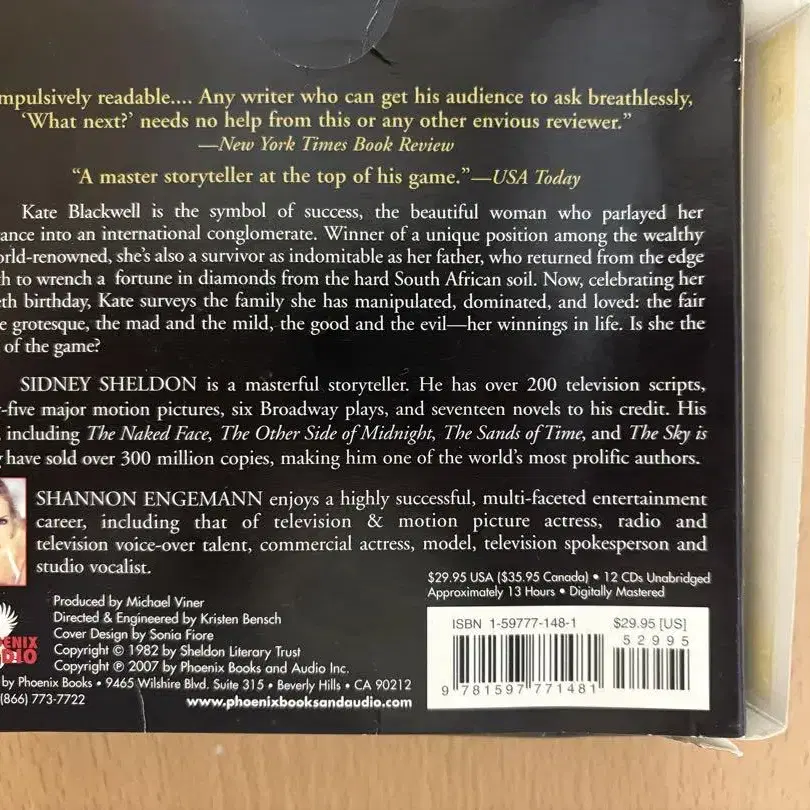 mpulsively readable.... Any writer who can get his audience to ask breathlessly,
'What next?' needs no help from this or any other envious reviewer."
—New York Times Book Review
"A master storyteller at the top of his game."—USA Today
Kate Blackwell is the symbol of success, the beautiful woman who parlayed her
ance into an international conglomerate. Winner of a unique position among the wealthy
orld-renowned, she's also a survivor as indomitable as her father, who returned from the edge
h to wrench a fortune in diamonds from the hard South African soil. Now, celebrating her
eth birthday, Kate surveys the family she has manipulated, dominated, and loved: the fair
e grotesque, the mad and the mild, the good and the evil—her winnings in life. Is she the
of the game?
SIDNEY SHELDON is a masterful storyteller. He has over 200 television scripts,
-five major motion pictures, six Broadway plays, and seventeen novels to his credit. His
, including The Naked Face, The Other Side of Midnight, The Sands of Time, and The Sky is
have sold over 300 million copies, making him one of the world's most prolific authors.
SHANNON ENGEMANN enjoys a highly successful, multi-faceted entertainment
career, including that of television & motion picture actress, radio and
television voice-over talent, commercial actress, model, television spokesperson and
studio vocalist.
$29.95 USA ($35.95 Canada) • 12 CDs Unabridged
Approximately 13 Hours • Digitally Mastered
Produced by Michael Viner
Directed & Engineered by Kristen Bensch
Cover Design by Sonia Fiore
Copyright © 1982 by Sheldon Literary Trust
Copyright ℗ 2007 by Phoenix Books and Audio Inc.
by Phoenix Books • 9465 Wilshire Blvd. Suite 315 • Beverly Hills • CA 90212
(866) 773-7722
www.phoenixbooksandaudio.com
ENIX
DIO
ISBN 1-59777-148-1
$29.95 [US]
52995
9 781597 771481